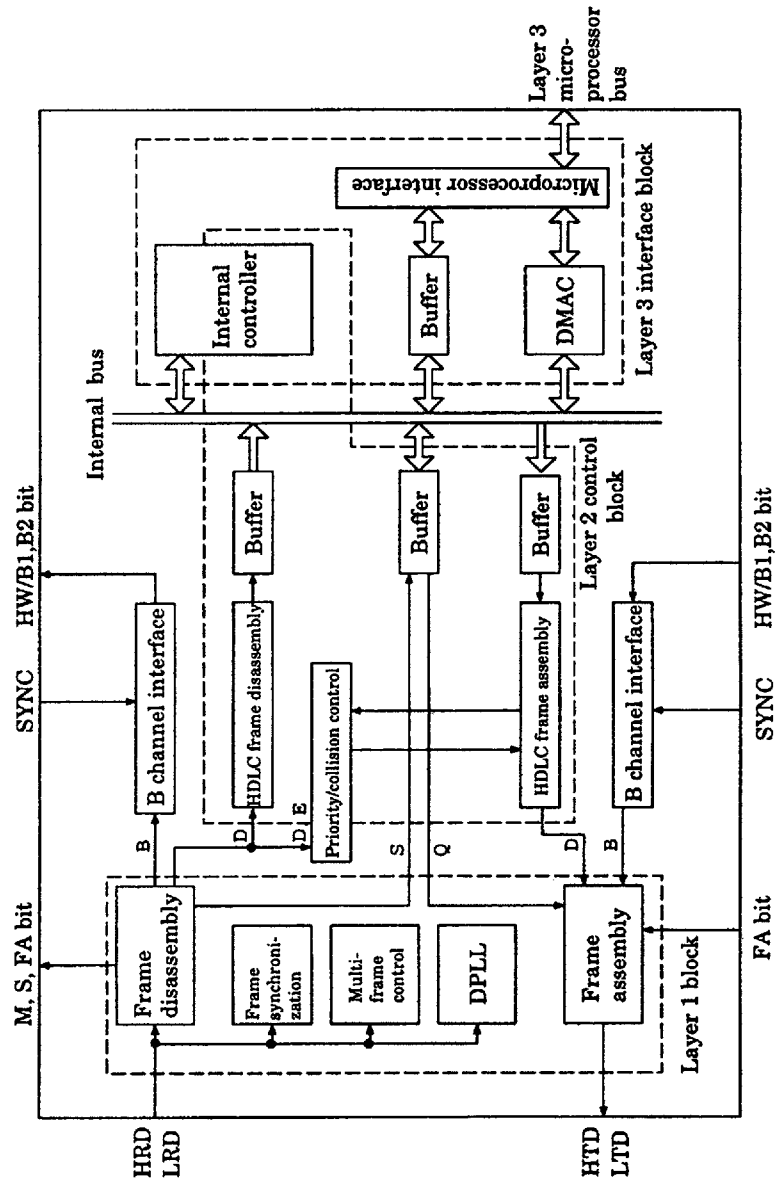 M, S, FA bit
SYNC
HW/B1,B2 bit
Internal bus
HRD
LRD
Frame
disassembly
B
B channel interface
D
HDLC frame disassembly
Buffer
Internal
controller
D
E
Priority/collision control
Frame
synchroni-
zation
Multi-
frame
control
DPLL
S
Q
Buffer
Buffer
Microprocessor interface
Layer 3
micro-
processor
bus
HTD
LTD
Frame
assembly
D
B
HDLC frame assembly
Buffer
DMAC
B channel interface
Layer 1 block
Layer 2 control
block
Layer 3 interface block
FA bit
SYNC
HW/B1,B2 bit